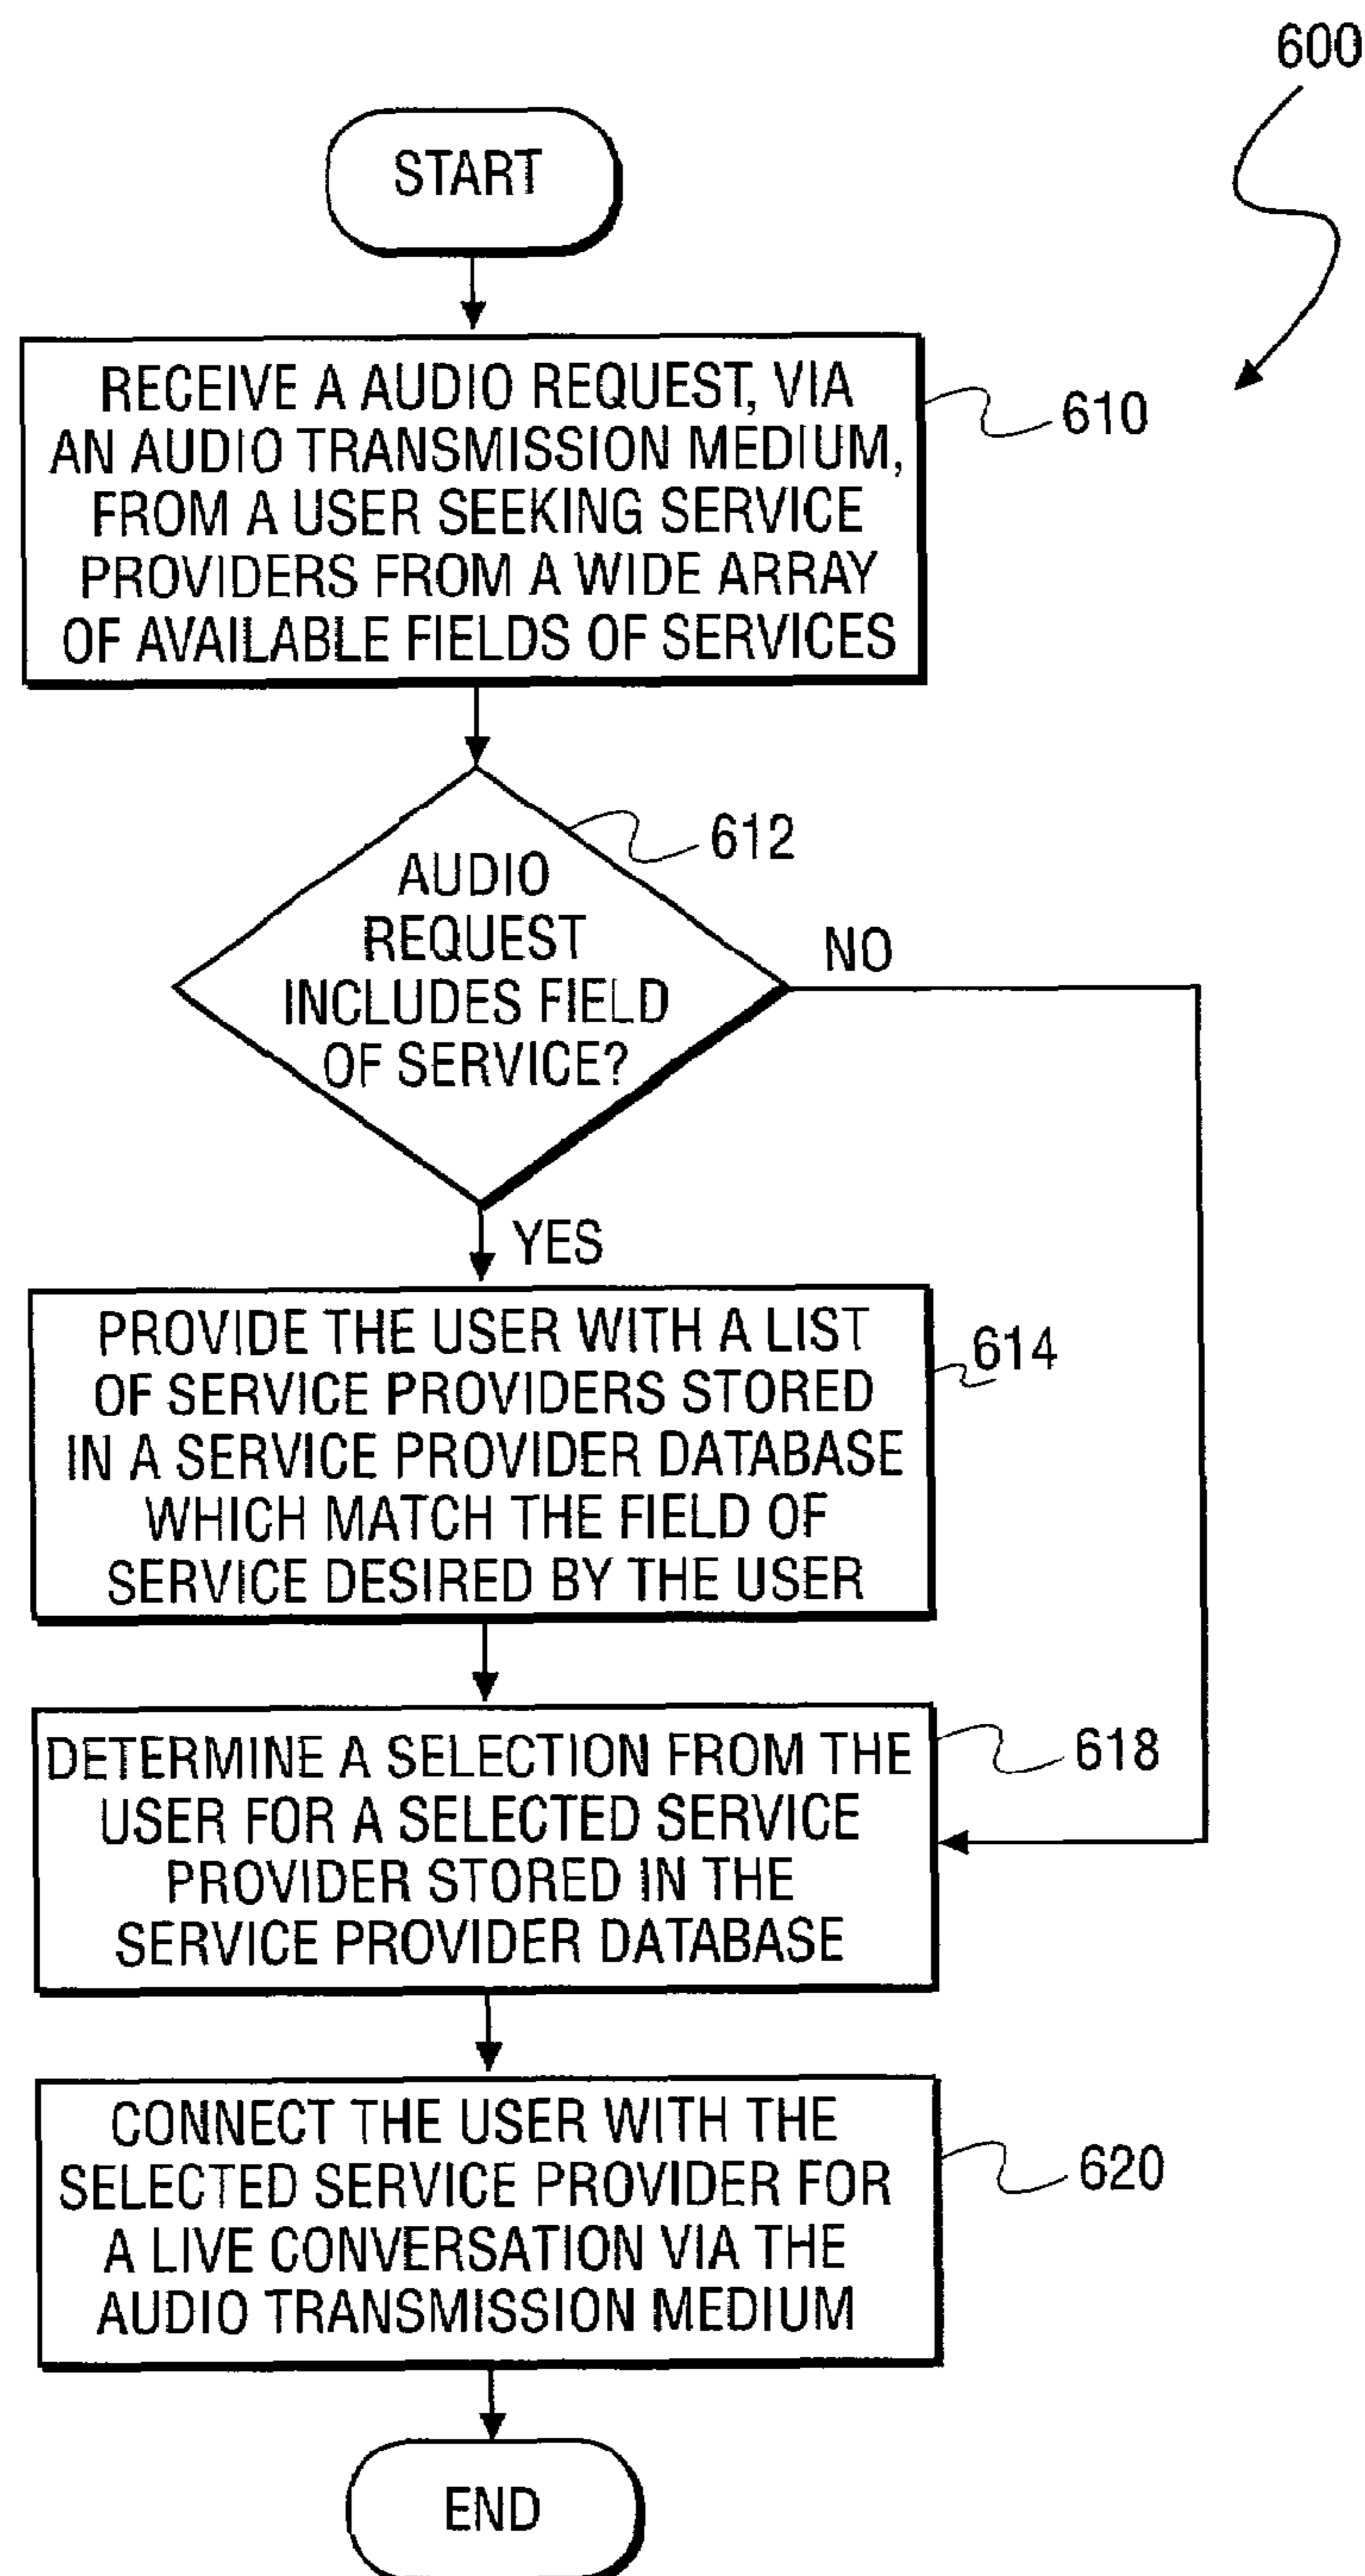 600
START
RECEIVE A AUDIO REQUEST, VIA
AN AUDIO TRANSMISSION MEDIUM,
FROM A USER SEEKING SERVICE
PROVIDERS FROM A WIDE ARRAY
OF AVAILABLE FIELDS OF SERVICES
610
612
AUDIO
REQUEST
INCLUDES FIELD
OF SERVICE?
NO
YES
PROVIDE THE USER WITH A LIST
OF SERVICE PROVIDERS STORED
IN A SERVICE PROVIDER DATABASE
WHICH MATCH THE FIELD OF
SERVICE DESIRED BY THE USER
614
DETERMINE A SELECTION FROM THE
USER FOR A SELECTED SERVICE
PROVIDER STORED IN THE
SERVICE PROVIDER DATABASE
618
CONNECT THE USER WITH THE
SELECTED SERVICE PROVIDER FOR
A LIVE CONVERSATION VIA THE
AUDIO TRANSMISSION MEDIUM
620
END